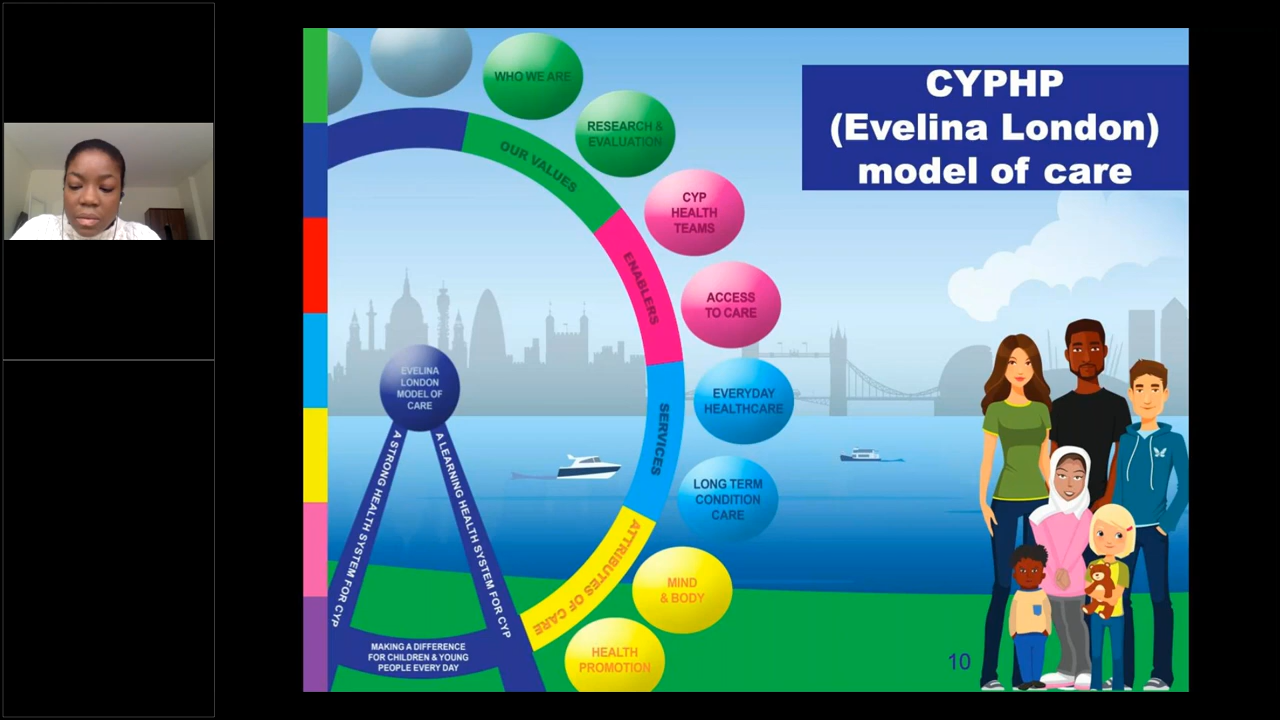 CYPHP
(Evelina London)
model of care
WHO WE ARE
RESEARCH &
EVALUATION
OUR VALUES
CYP
HEALTH
TEAMS
ENABLERS
ACCESS
TO CARE
EVERYDAY
HEALTHCARE
SERVICES
LONG TERM
CONDITION
CARE
ATTRIBUTES OF CARE
MIND
& BODY
HEALTH
PROMOTION
EVELINA
LONDON
MODEL OF
CARE
A STRONG HEALTH SYSTEM FOR CYP
A LEARNING HEALTH SYSTEM FOR CYP
MAKING A DIFFERENCE
FOR CHILDREN & YOUNG
PEOPLE EVERY DAY
10